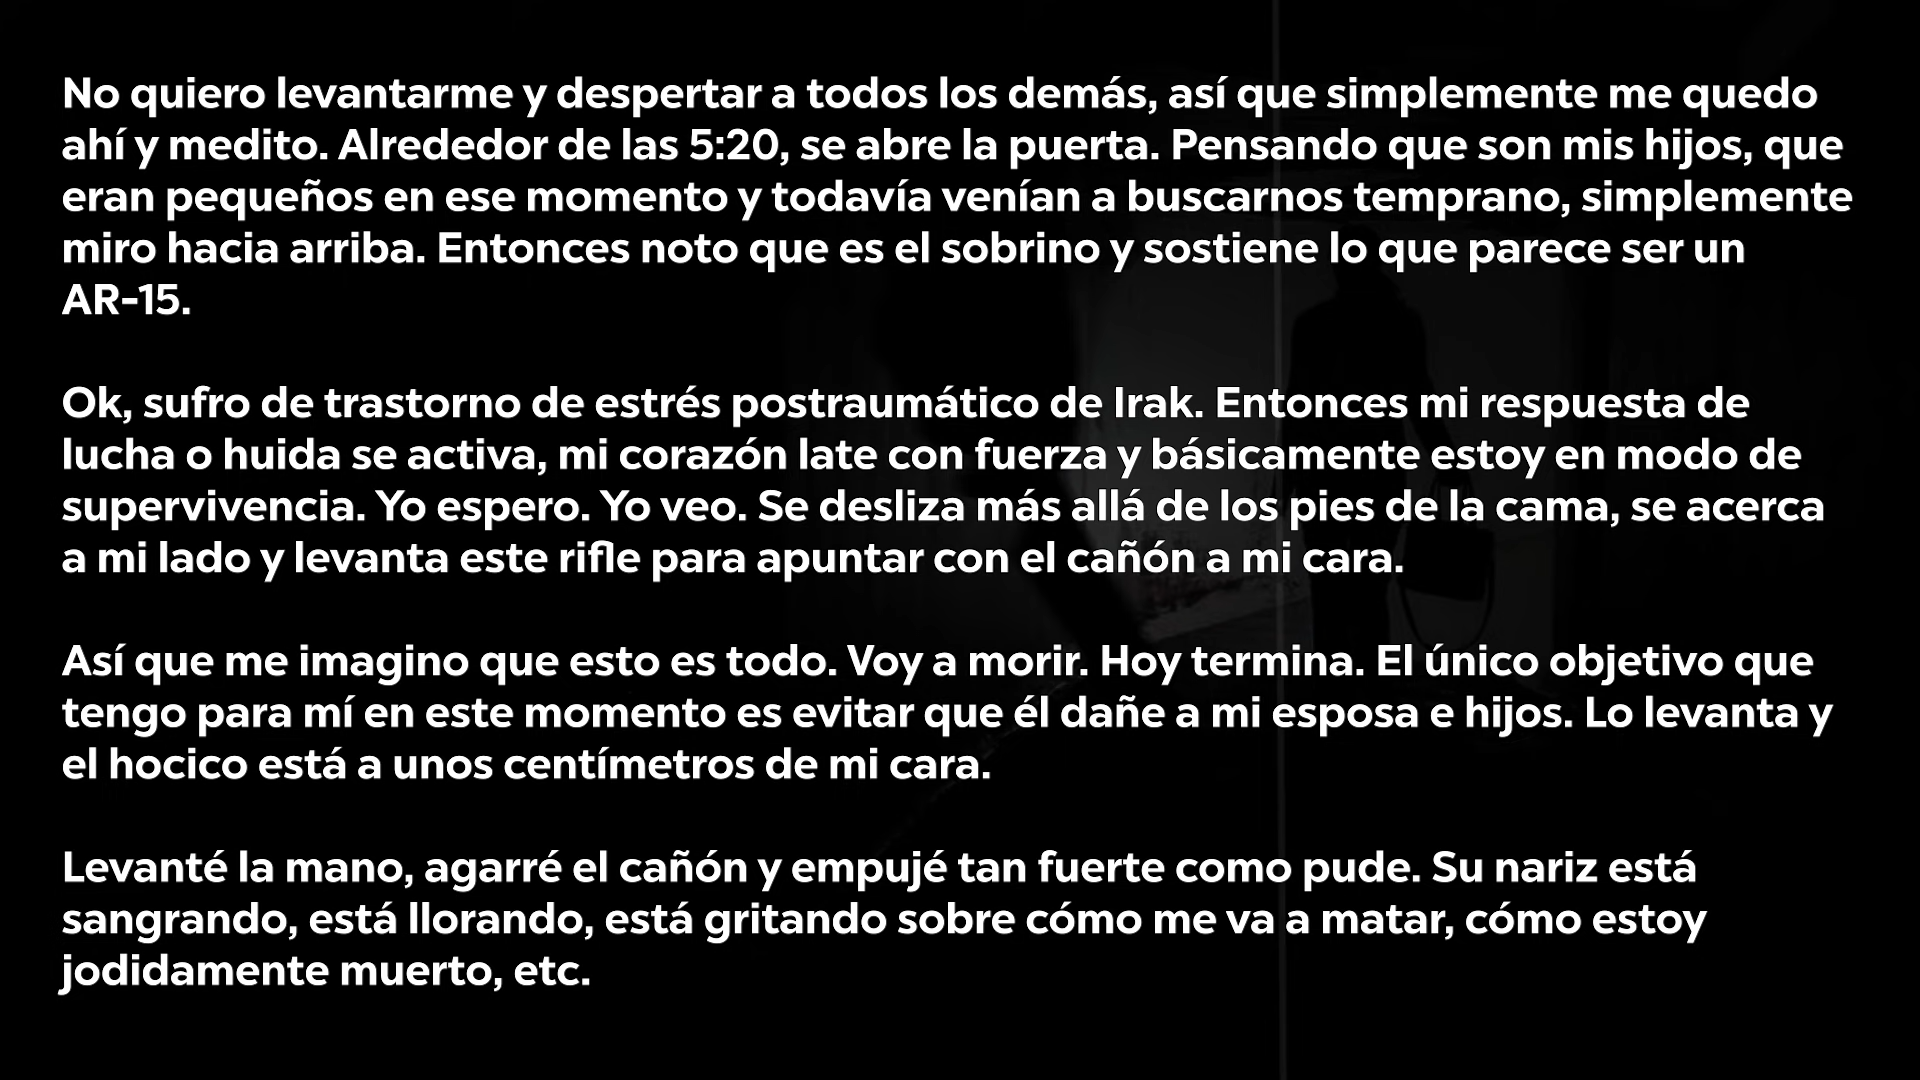 No quiero levantarme y despertar a todos los demás, así que simplemente me quedo
ahí y medito. Alrededor de las 5:20, se abre la puerta. Pensando que son mis hijos, que
eran pequeños en ese momento y todavía venían a buscarnos temprano, simplemente
miro hacia arriba. Entonces noto que es el sobrino y sostiene lo que parece ser un
AR-15.
Ok, sufro de trastorno de estrés postraumático de Irak. Entonces mi respuesta de
lucha o huida se activa, mi corazón late con fuerza y básicamente estoy en modo de
supervivencia. Yo espero. Yo veo. Se desliza más allá de los pies de la cama, se acerca
a mi lado y levanta este rifle para apuntar con el cañón a mi cara.
Así que me imagino que esto es todo. Voy a morir. Hoy termina. El único objetivo que
tengo para mí en este momento es evitar que él dañe a mi esposa e hijos. Lo levanta y
el hocico está a unos centímetros de mi cara.
Levanté la mano, agarré el cañón y empujé tan fuerte como pude. Su nariz está
sangrando, está llorando, está gritando sobre cómo me va a matar, cómo estoy
jodidamente muerto, etc.